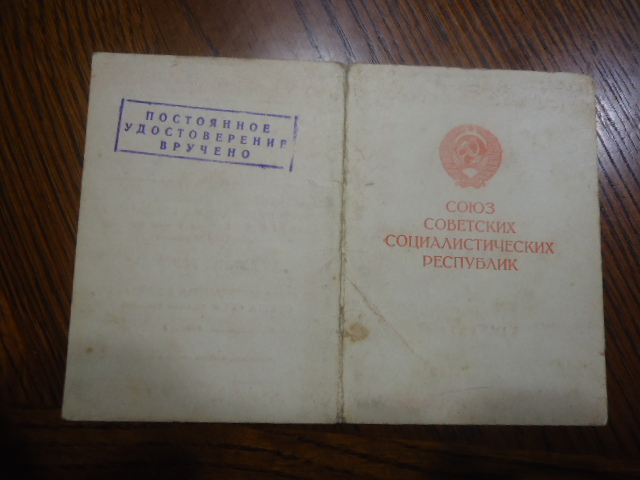 ПОСТОЯННОЕ
УДОСТОВЕРЕНИЕ
ВРУЧЕНО
СОЮЗ
СОВЕТСКИХ
СОЦИАЛИСТИЧЕСКИХ
РЕСПУБЛИК